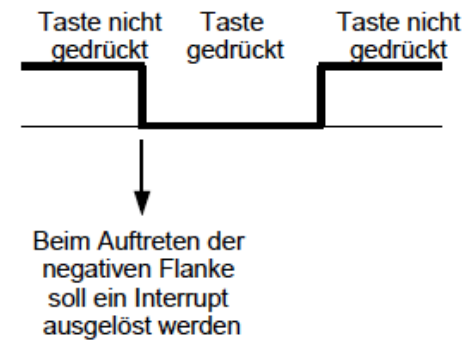 Taste nicht
gedrückt
Taste
gedrückt
Taste nicht
gedrückt
Beim Auftreten der
negativen Flanke
soll ein Interrupt
ausgelöst werden